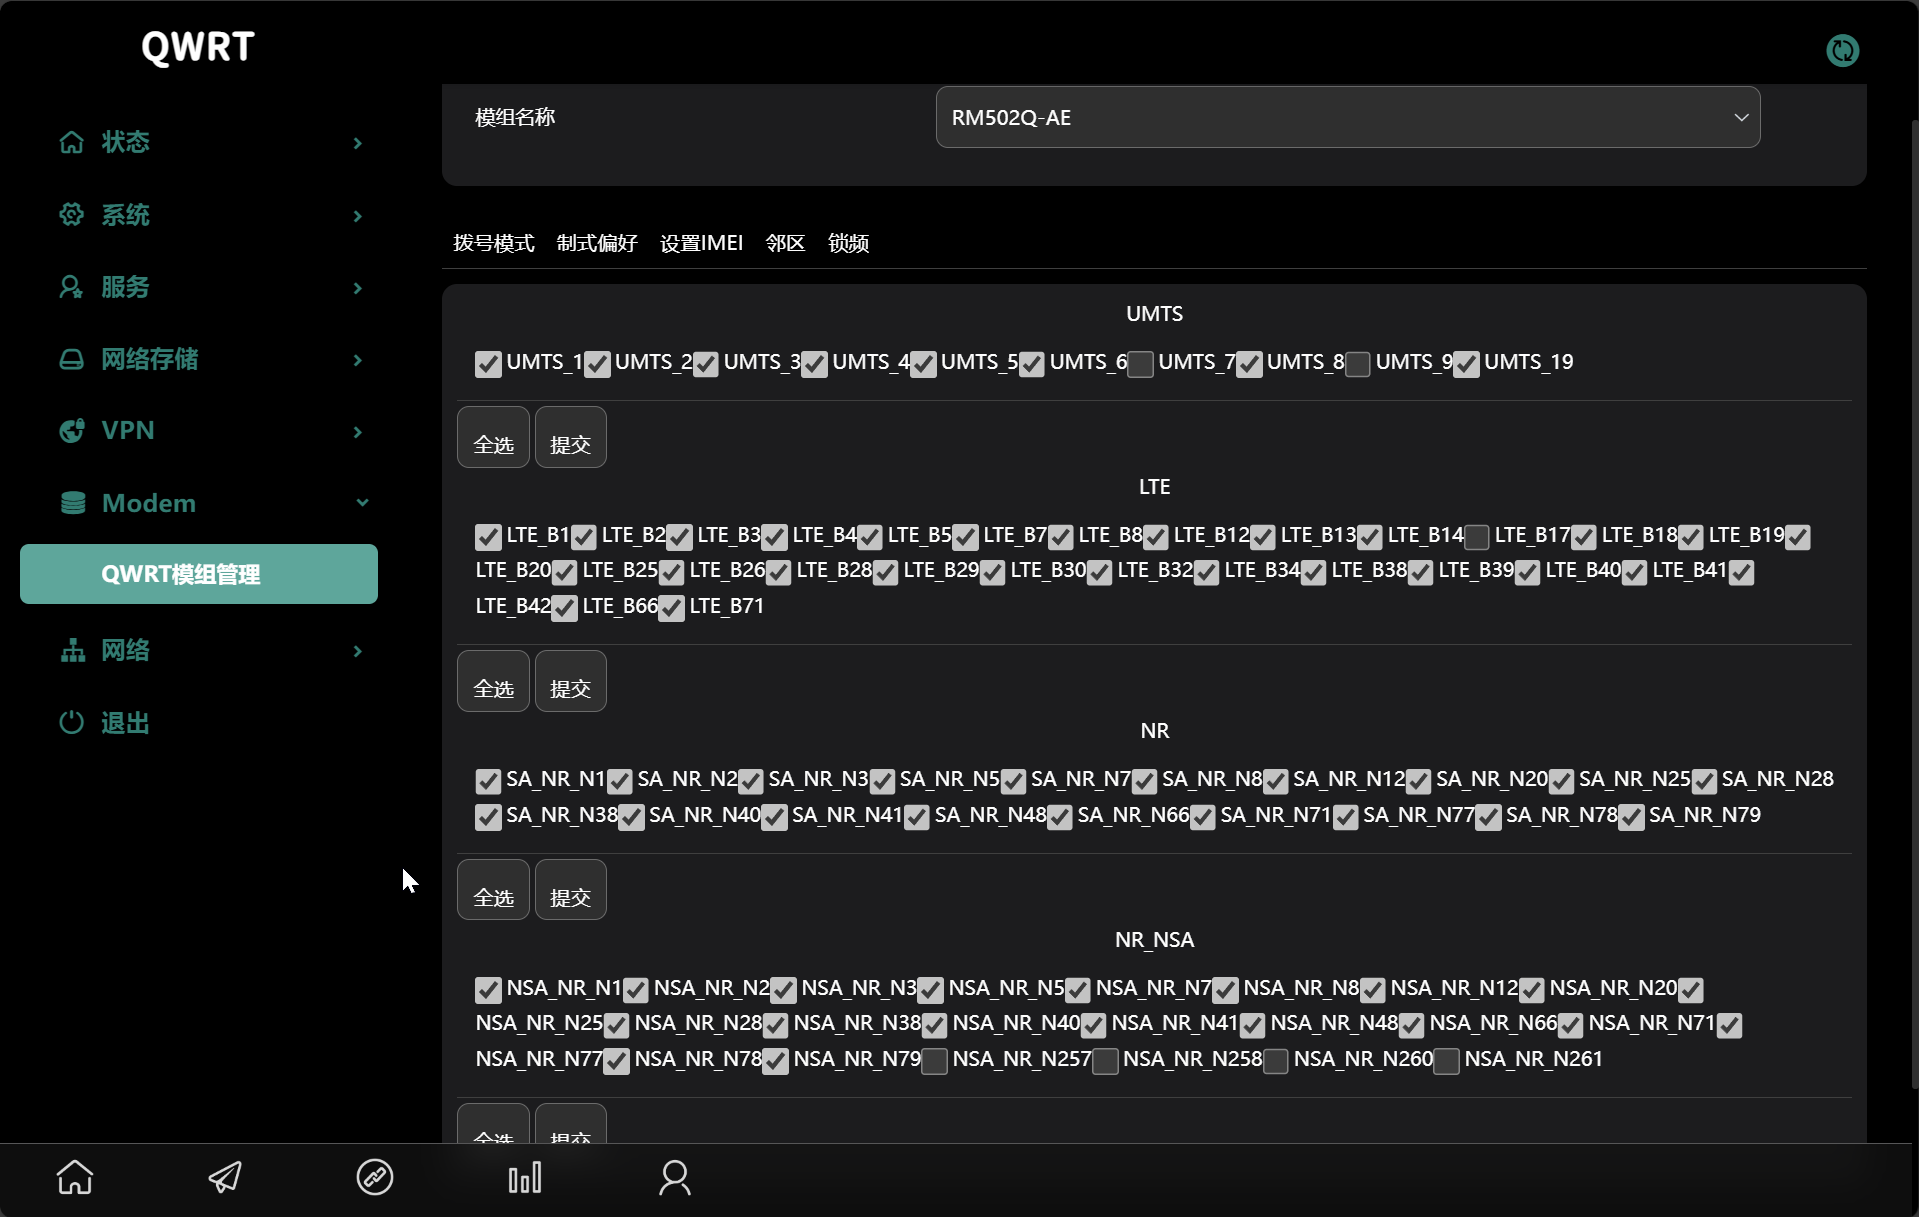 QWRT
状态
系统
服务
网络存储
VPN
Modem
QWRT模组管理
网络
退出
模组名称
RM502Q-AE
拨号模式 制式偏好 设置IMEI 邻区 锁频
UMTS
UMTS_1 UMTS_2 UMTS_3 UMTS_4 UMTS_5 UMTS_6 UMTS_7 UMTS_8 UMTS_9 UMTS_19
全选 提交
LTE
LTE_B1 LTE_B2 LTE_B3 LTE_B4 LTE_B5 LTE_B7 LTE_B8 LTE_B12 LTE_B13 LTE_B14 LTE_B17 LTE_B18 LTE_B19
LTE_B20 LTE_B25 LTE_B26 LTE_B28 LTE_B29 LTE_B30 LTE_B32 LTE_B34 LTE_B38 LTE_B39 LTE_B40 LTE_B41
LTE_B42 LTE_B66 LTE_B71
全选 提交
NR
SA_NR_N1 SA_NR_N2 SA_NR_N3 SA_NR_N5 SA_NR_N7 SA_NR_N8 SA_NR_N12 SA_NR_N20 SA_NR_N25 SA_NR_N28
SA_NR_N38 SA_NR_N40 SA_NR_N41 SA_NR_N48 SA_NR_N66 SA_NR_N71 SA_NR_N77 SA_NR_N78 SA_NR_N79
全选 提交
NR_NSA
NSA_NR_N1 NSA_NR_N2 NSA_NR_N3 NSA_NR_N5 NSA_NR_N7 NSA_NR_N8 NSA_NR_N12 NSA_NR_N20
NSA_NR_N25 NSA_NR_N28 NSA_NR_N38 NSA_NR_N40 NSA_NR_N41 NSA_NR_N48 NSA_NR_N66 NSA_NR_N71
NSA_NR_N77 NSA_NR_N78 NSA_NR_N79 NSA_NR_N257 NSA_NR_N258 NSA_NR_N260 NSA_NR_N261
全选 提交